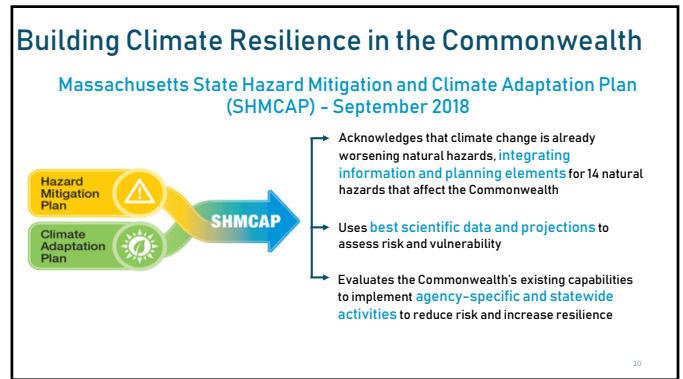 Building Climate Resilience in the Commonwealth
Massachusetts State Hazard Mitigation and Climate Adaptation Plan
(SHMCAP) - September 2018
Hazard
Mitigation
Plan
Climate
Adaptation
Plan
SHMCAP
Acknowledges that climate change is already
worsening natural hazards, integrating
information and planning elements for 14 natural
hazards that affect the Commonwealth
Uses best scientific data and projections to
assess risk and vulnerability
Evaluates the Commonwealth's existing capabilities
to implement agency-specific and statewide
activities to reduce risk and increase resilience
10